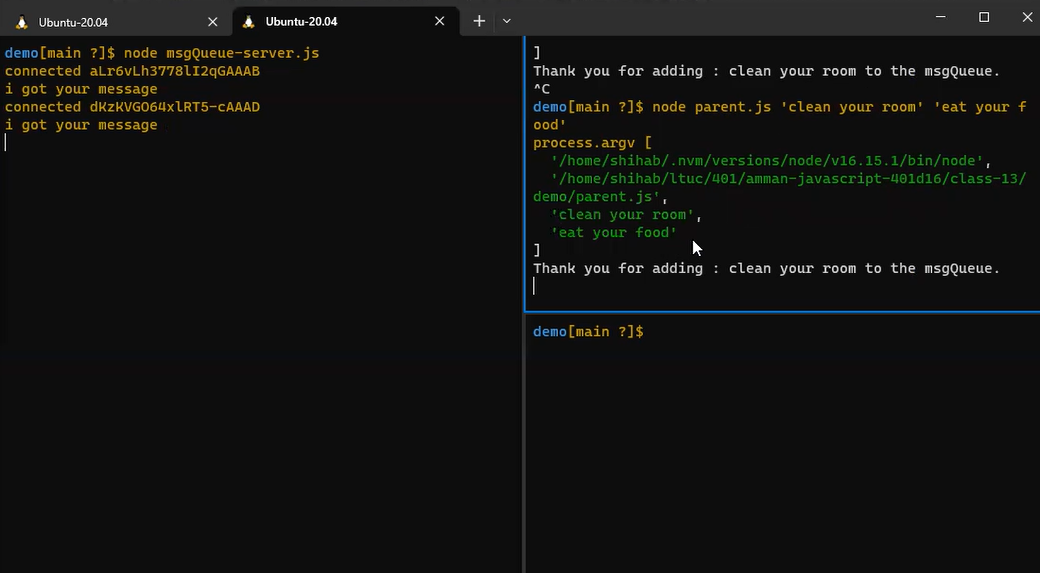 Ubuntu-20.04
Ubuntu-20.04
demo[main ?]$ node msgQueue-server.js
connected aLr6vLh3778lI2qGAAAB
i got your message
connected dKzKVGO64xlRT5-cAAAD
i got your message
]
Thank you for adding : clean your room to the msgQueue.
^C
demo[main ?]$ node parent.js 'clean your room' 'eat your f
ood'
process.argv [
'/home/shihab/.nvm/versions/node/v16.15.1/bin/node',
'/home/shihab/ltuc/401/amman-javascript-401d16/class-13/
demo/parent.js',
'clean your room',
'eat your food'
]
Thank you for adding : clean your room to the msgQueue.
demo[main ?]$